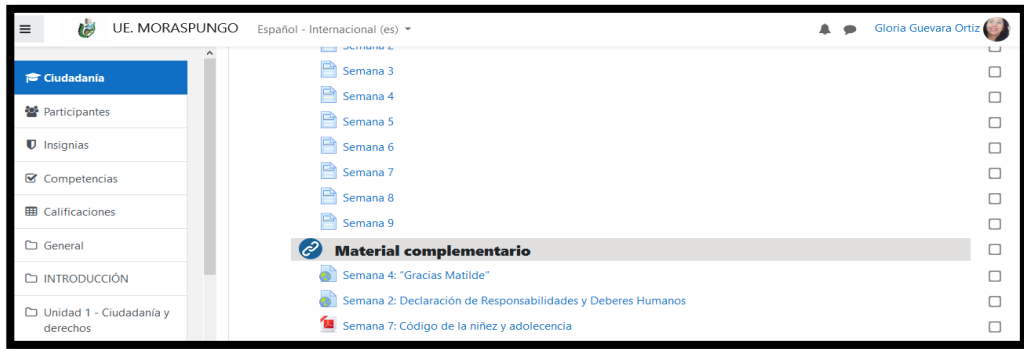 UE. MORASPUNGO Español - Internacional (es) Gloria Guevara Ortiz
Ciudadanía
Participantes
Insignias
Competencias
Calificaciones
General
INTRODUCCIÓN
Unidad 1 - Ciudadanía y
derechos
Semana 2
Semana 3
Semana 4
Semana 5
Semana 6
Semana 7
Semana 8
Semana 9
Material complementario
Semana 4: "Gracias Matilde"
Semana 2: Declaración de Responsabilidades y Deberes Humanos
Semana 7: Código de la niñez y adolecencia